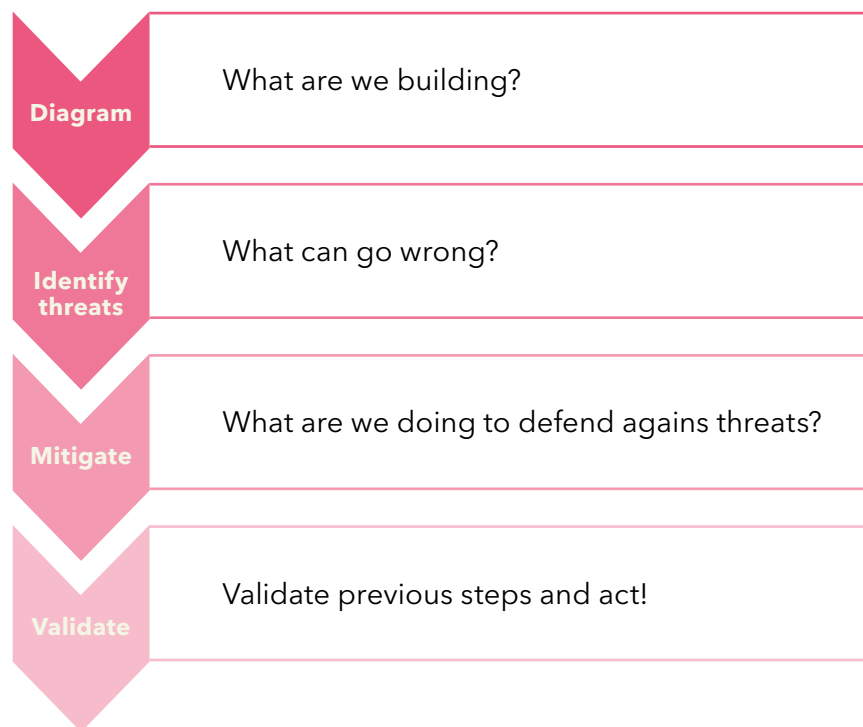 Diagram
What are we building?
Identify
threats
What can go wrong?
Mitigate
What are we doing to defend agains threats?
Validate
Validate previous steps and act!